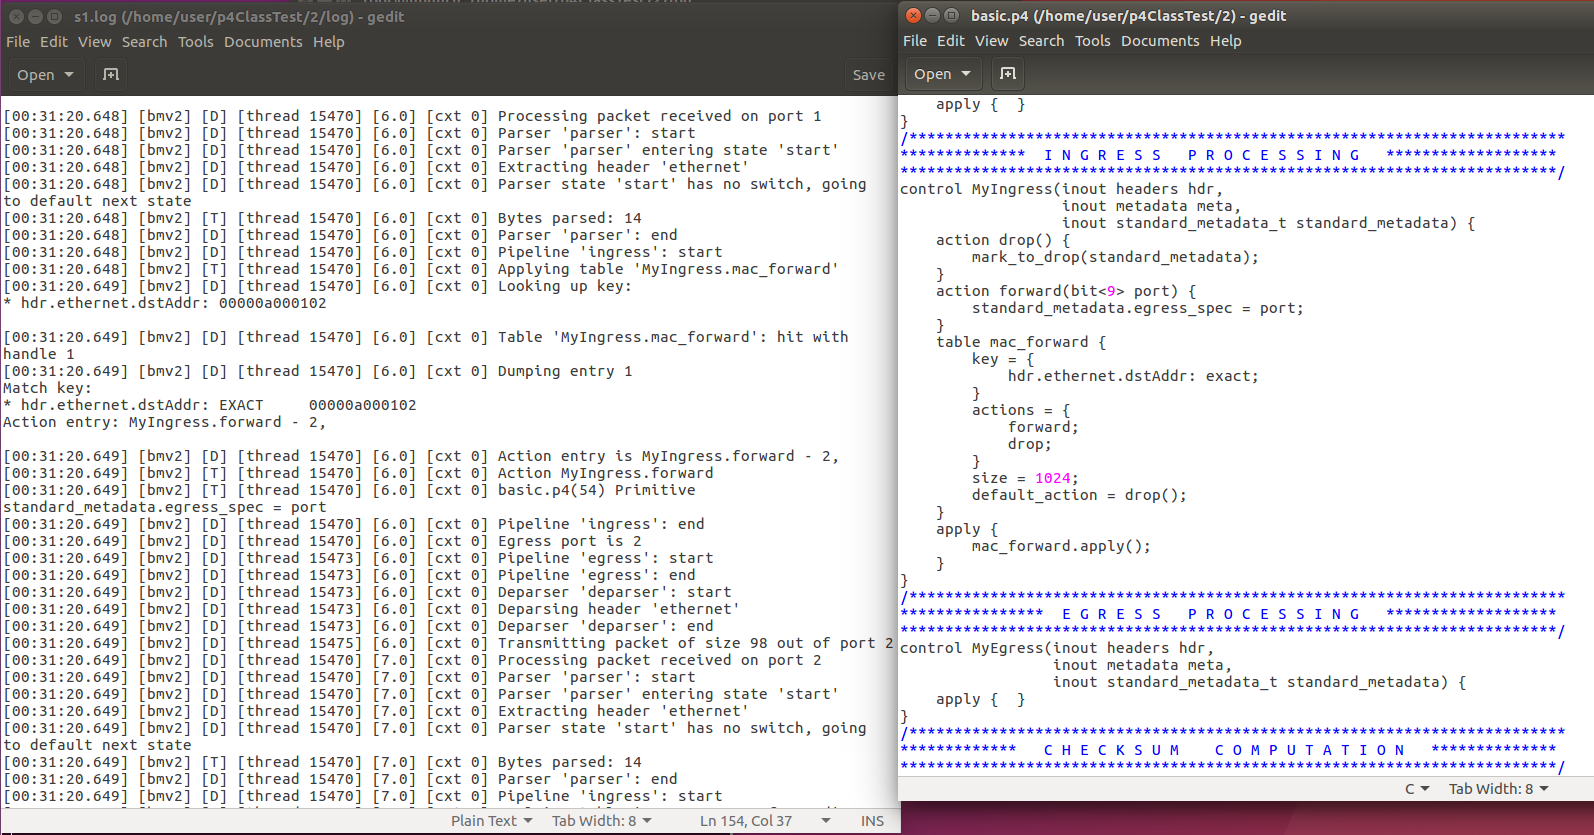 s1.log (/home/user/p4ClassTest/2/log) - gedit
File Edit View Search Tools Documents Help
Open Save
[00:31:20.648] [bmv2] [D] [thread 15470] [6.0] [cxt 0] Processing packet received on port 1
[00:31:20.648] [bmv2] [D] [thread 15470] [6.0] [cxt 0] Parser 'parser': start
[00:31:20.648] [bmv2] [D] [thread 15470] [6.0] [cxt 0] Parser 'parser' entering state 'start'
[00:31:20.648] [bmv2] [D] [thread 15470] [6.0] [cxt 0] Extracting header 'ethernet'
[00:31:20.648] [bmv2] [D] [thread 15470] [6.0] [cxt 0] Parser state 'start' has no switch, going
to default next state
[00:31:20.648] [bmv2] [T] [thread 15470] [6.0] [cxt 0] Bytes parsed: 14
[00:31:20.648] [bmv2] [D] [thread 15470] [6.0] [cxt 0] Parser 'parser': end
[00:31:20.648] [bmv2] [D] [thread 15470] [6.0] [cxt 0] Pipeline 'ingress': start
[00:31:20.648] [bmv2] [T] [thread 15470] [6.0] [cxt 0] Applying table 'MyIngress.mac_forward'
[00:31:20.649] [bmv2] [D] [thread 15470] [6.0] [cxt 0] Looking up key:
* hdr.ethernet.dstAddr: 00000a000102
[00:31:20.649] [bmv2] [D] [thread 15470] [6.0] [cxt 0] Table 'MyIngress.mac_forward': hit with
handle 1
[00:31:20.649] [bmv2] [D] [thread 15470] [6.0] [cxt 0] Dumping entry 1
Match key:
* hdr.ethernet.dstAddr: EXACT     00000a000102
Action entry: MyIngress.forward - 2,
[00:31:20.649] [bmv2] [D] [thread 15470] [6.0] [cxt 0] Action entry is MyIngress.forward - 2,
[00:31:20.649] [bmv2] [T] [thread 15470] [6.0] [cxt 0] Action MyIngress.forward
[00:31:20.649] [bmv2] [T] [thread 15470] [6.0] [cxt 0] basic.p4(54) Primitive
standard_metadata.egress_spec = port
[00:31:20.649] [bmv2] [D] [thread 15470] [6.0] [cxt 0] Pipeline 'ingress': end
[00:31:20.649] [bmv2] [D] [thread 15470] [6.0] [cxt 0] Egress port is 2
[00:31:20.649] [bmv2] [D] [thread 15473] [6.0] [cxt 0] Pipeline 'egress': start
[00:31:20.649] [bmv2] [D] [thread 15473] [6.0] [cxt 0] Pipeline 'egress': end
[00:31:20.649] [bmv2] [D] [thread 15473] [6.0] [cxt 0] Deparser 'deparser': start
[00:31:20.649] [bmv2] [D] [thread 15473] [6.0] [cxt 0] Deparsing header 'ethernet'
[00:31:20.649] [bmv2] [D] [thread 15473] [6.0] [cxt 0] Deparser 'deparser': end
[00:31:20.649] [bmv2] [D] [thread 15475] [6.0] [cxt 0] Transmitting packet of size 98 out of port 2
[00:31:20.649] [bmv2] [D] [thread 15470] [7.0] [cxt 0] Processing packet received on port 2
[00:31:20.649] [bmv2] [D] [thread 15470] [7.0] [cxt 0] Parser 'parser': start
[00:31:20.649] [bmv2] [D] [thread 15470] [7.0] [cxt 0] Parser 'parser' entering state 'start'
[00:31:20.649] [bmv2] [D] [thread 15470] [7.0] [cxt 0] Extracting header 'ethernet'
[00:31:20.649] [bmv2] [D] [thread 15470] [7.0] [cxt 0] Parser state 'start' has no switch, going
to default next state
[00:31:20.649] [bmv2] [T] [thread 15470] [7.0] [cxt 0] Bytes parsed: 14
[00:31:20.649] [bmv2] [D] [thread 15470] [7.0] [cxt 0] Parser 'parser': end
[00:31:20.649] [bmv2] [D] [thread 15470] [7.0] [cxt 0] Pipeline 'ingress': start
Plain Text Tab Width: 8 Ln 154, Col 37 INS
basic.p4 (/home/user/p4ClassTest/2) - gedit
File Edit View Search Tools Documents Help
Open
    apply {  }
}
/*************************************************************************
**************  I N G R E S S   P R O C E S S I N G   *******************
*************************************************************************/
control MyIngress(inout headers hdr,
                  inout metadata meta,
                  inout standard_metadata_t standard_metadata) {
    action drop() {
        mark_to_drop(standard_metadata);
    }
    action forward(bit<9> port) {
        standard_metadata.egress_spec = port;
    }
    table mac_forward {
        key = {
            hdr.ethernet.dstAddr: exact;
        }
        actions = {
            forward;
            drop;
        }
        size = 1024;
        default_action = drop();
    }
    apply {
        mac_forward.apply();
    }
}
/*************************************************************************
****************  E G R E S S   P R O C E S S I N G   *******************
*************************************************************************/
control MyEgress(inout headers hdr,
                 inout metadata meta,
                 inout standard_metadata_t standard_metadata) {
    apply {  }
}
/*************************************************************************
*************   C H E C K S U M    C O M P U T A T I O N   **************
*************************************************************************/
C Tab Width: 8